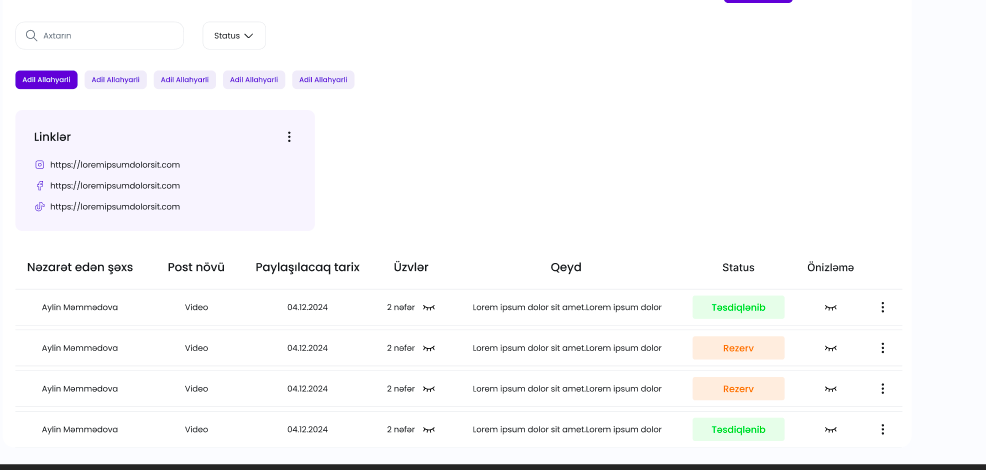 Axtarın
Status
Adil Allahyarli Adil Allahyarli Adil Allahyarli Adil Allahyarli Adil Allahyarli
Linklər
https://loremipsumdolorsit.com
https://loremipsumdolorsit.com
https://loremipsumdolorsit.com
Nəzarət edən şəxs Post növü Paylaşılacaq tarix Üzvlər Qeyd Status Önizləmə
Aylin Məmmədova Video 04.12.2024 2 nəfər Lorem ipsum dolor sit amet.Lorem ipsum dolor Təsdiqlənib
Aylin Məmmədova Video 04.12.2024 2 nəfər Lorem ipsum dolor sit amet.Lorem ipsum dolor Rezerv
Aylin Məmmədova Video 04.12.2024 2 nəfər Lorem ipsum dolor sit amet.Lorem ipsum dolor Rezerv
Aylin Məmmədova Video 04.12.2024 2 nəfər Lorem ipsum dolor sit amet.Lorem ipsum dolor Təsdiqlənib